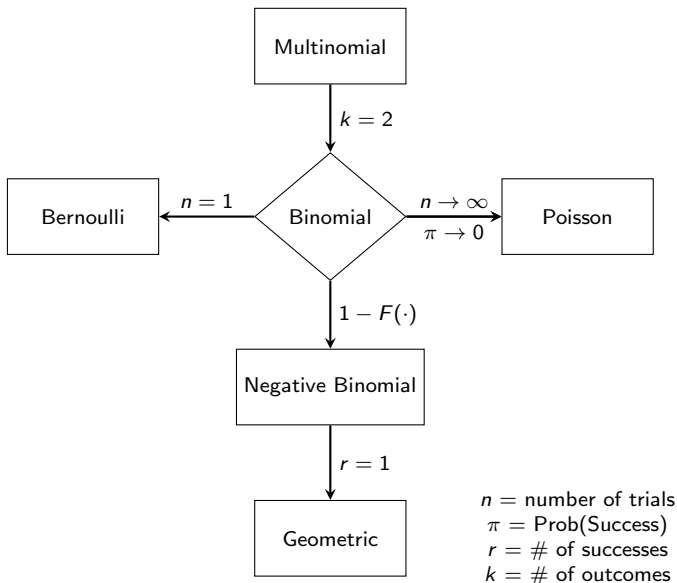 Multinomial
k = 2
Bernoulli
n = 1
Binomial
n → ∞
π → 0
Poisson
1 − F(·)
Negative Binomial
r = 1
Geometric
n = number of trials
π = Prob(Success)
r = # of successes
k = # of outcomes